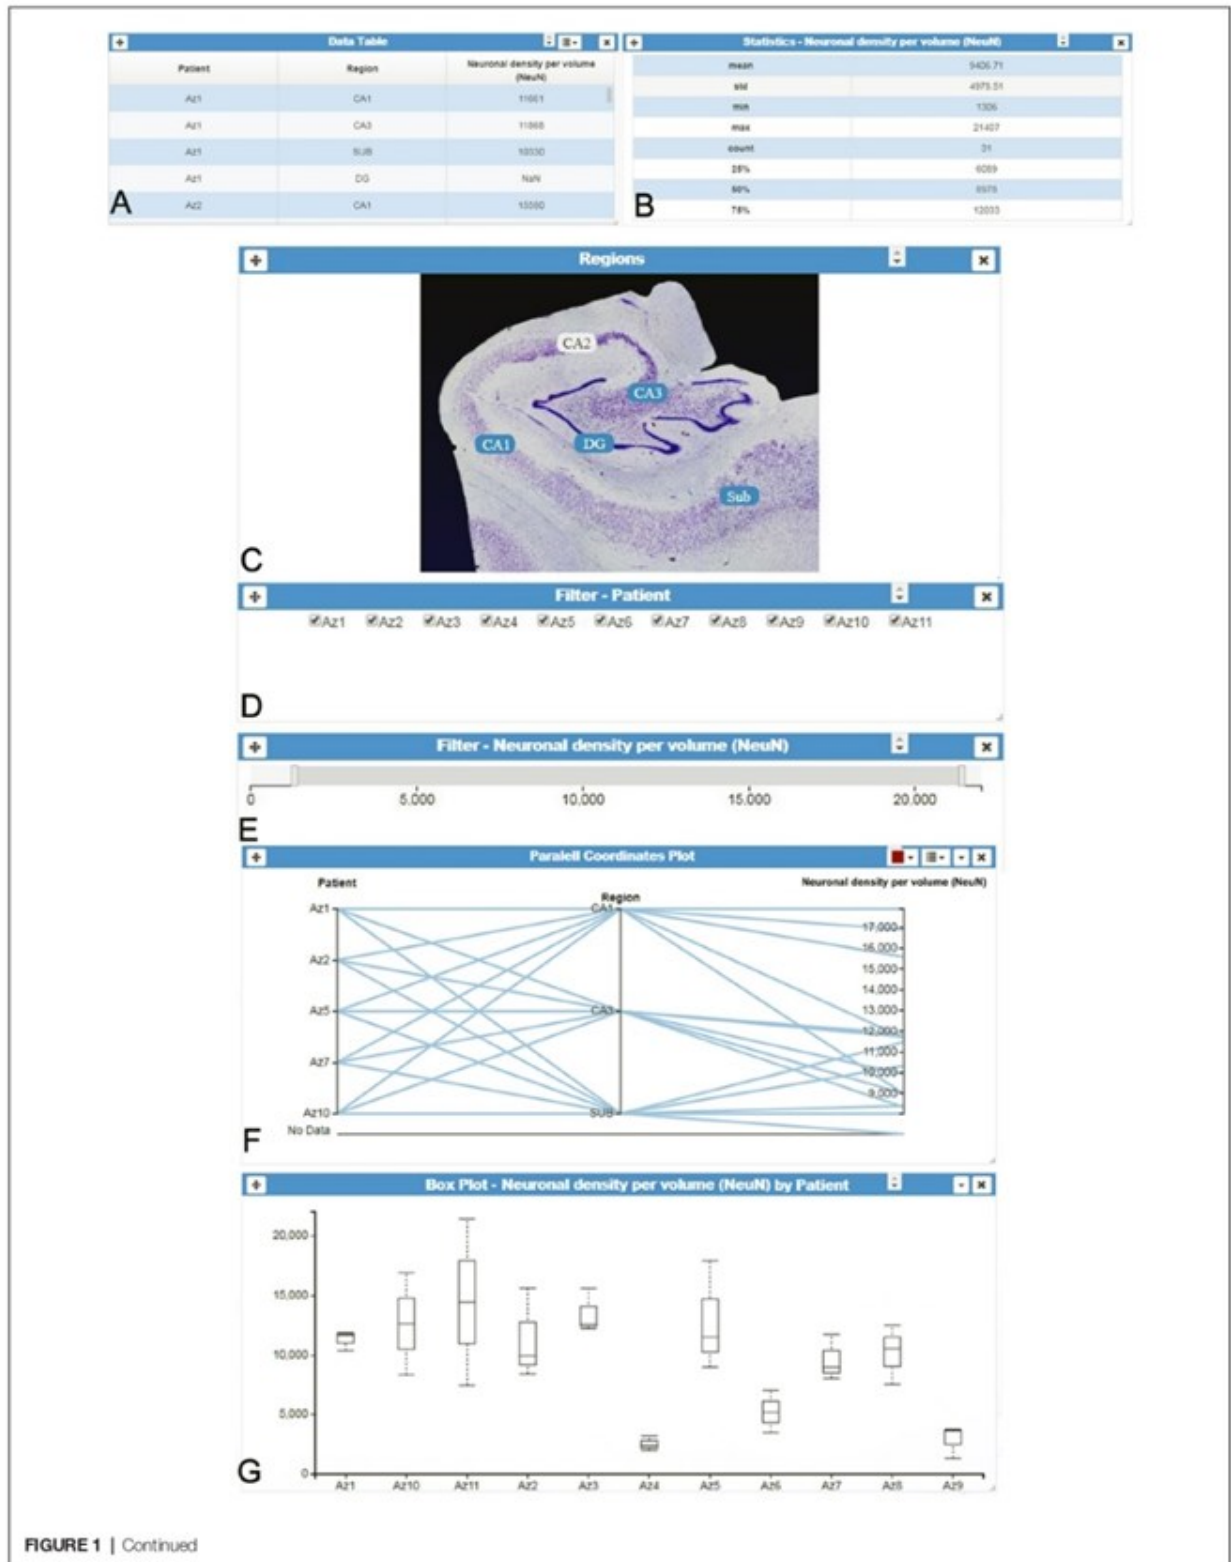 Data Table
Patient Region Neuronal density per volume (NeuN)
Az1 CA1 11661
Az1 CA3 11868
Az1 SUB 10330
Az1 DG NaN
Az2 CA1
A
Statistics - Neuronal density per volume (NeuN)
mean 9406.71
std 4975.51
min 1306
max 21407
count 31
25% 6089
50%
75% 12033
B
Regions
CA2
CA3
CA1
DG
Sub
C
Filter - Patient
Az1 Az2 Az3 Az4 Az5 Az6 Az7 Az8 Az9 Az10 Az11
D
Filter - Neuronal density per volume (NeuN)
0 5.000 10.000 15.000 20.000
E
Paralell Coordinates Plot
Patient
Region
Neuronal density per volume (NeuN)
Az1
Az2
Az5
Az7
Az10
No Data
CA1
CA3
SUB
17,000
16,000
15,000
14,000
13,000
12,000
11,000
10,000
9,000
F
Box Plot - Neuronal density per volume (NeuN) by Patient
20,000
15,000
10,000
5,000
0
Az1 Az10 Az11 Az2 Az3 Az4 Az5 Az6 Az7 Az8 Az9
G
FIGURE 1 | Continued